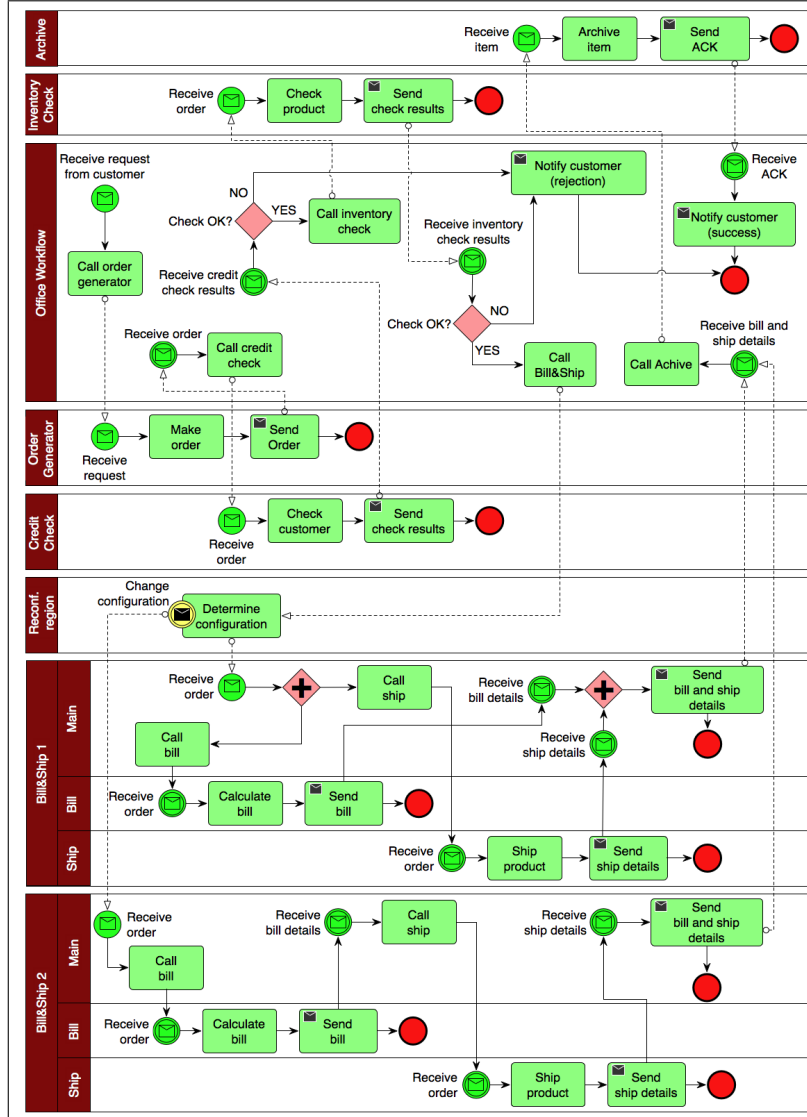 Archive
Receive
item
Archive
item
Send
ACK
Inventory
Check
Receive
order
Check
product
Send
check results
Office Workflow
Receive request
from customer
Call order
generator
NO
Check OK?
YES
Call inventory
check
Receive credit
check results
Receive order
Call credit
check
Notify customer
(rejection)
Receive inventory
check results
Check OK?
NO
YES
Call
Bill&Ship
Receive
ACK
Notify customer
(success)
Receive bill and
ship details
Call Achive
Order
Generator
Receive
request
Make
order
Send
Order
Credit
Check
Receive
order
Check
customer
Send
check results
Reconf.
region
Change
configuration
Determine
configuration
Bill&Ship 1
Main
Receive
order
Call
ship
Call
bill
Receive
bill details
Receive
ship details
Send
bill and ship
details
Bill
Receive
order
Calculate
bill
Send
bill
Ship
Receive
order
Ship
product
Send
ship details
Bill&Ship 2
Main
Receive
order
Call
bill
Receive
bill details
Call
ship
Receive
ship details
Send
bill and ship
details
Bill
Receive
order
Calculate
bill
Send
bill
Ship
Receive
order
Ship
product
Send
ship details